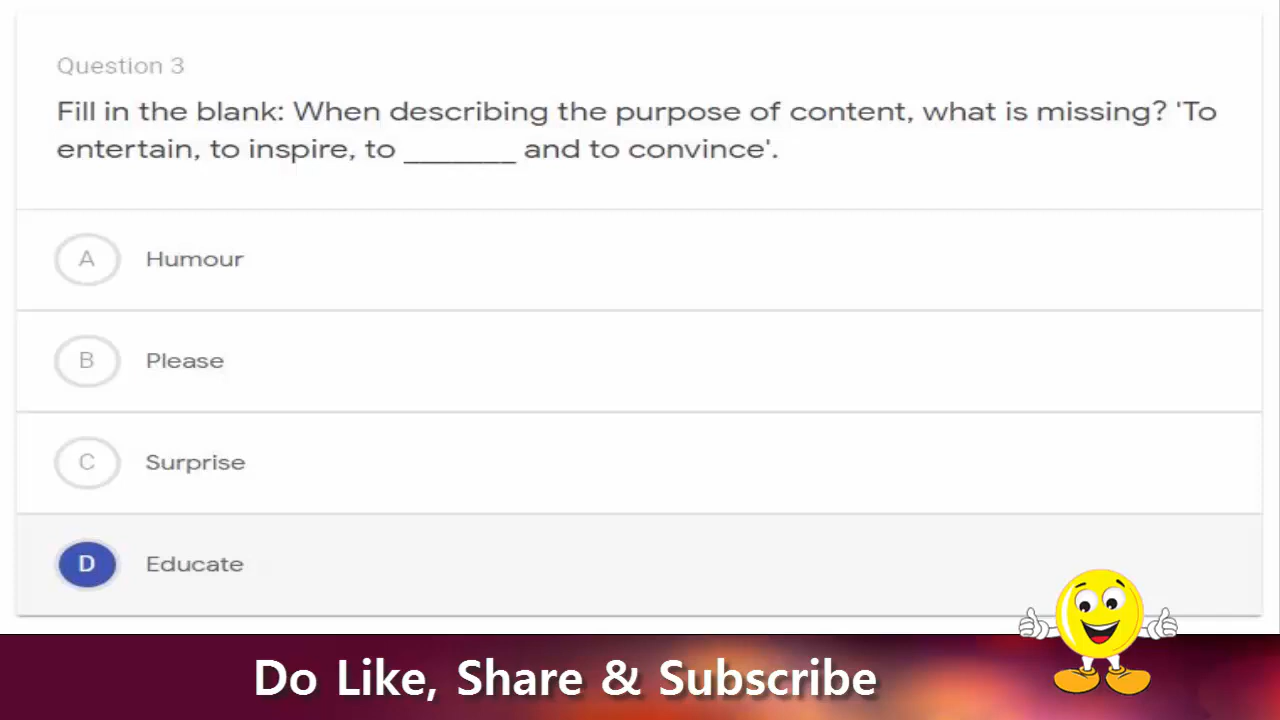 Question 3
Fill in the blank: When describing the purpose of content, what is missing? 'To
entertain, to inspire, to _______ and to convince'.
A Humour
B Please
C Surprise
D Educate
Do Like, Share & Subscribe